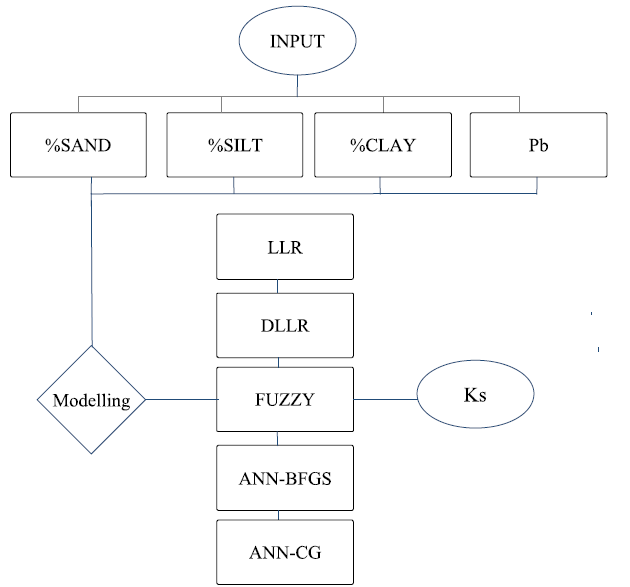 INPUT
%SAND
%SILT
%CLAY
Pb
LLR
DLLR
Modelling
FUZZY
Ks
ANN-BFGS
ANN-CG